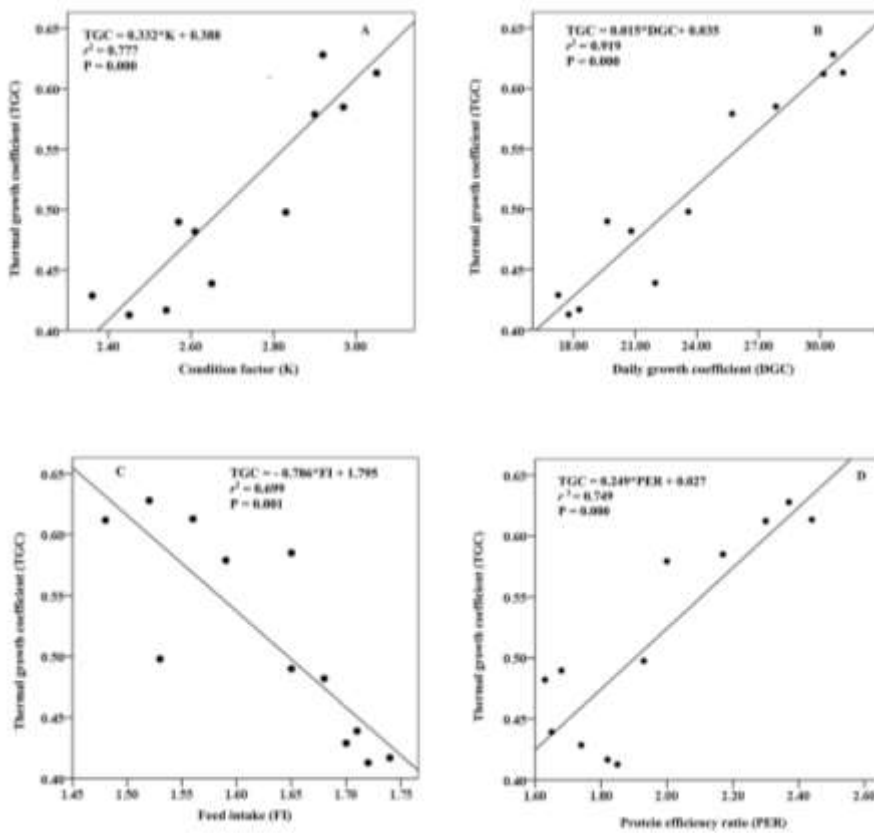 TGC = 0.332*K + 0.388
r² = 0.777
P = 0.000
A
0.65
0.60
0.55
0.50
0.45
0.40
2.40 2.60 2.80 3.00
Thermal growth coefficient (TGC)
Condition factor (K)
TGC = 0.015*DGC+ 0.035
r² = 0.919
P = 0.000
B
0.65
0.60
0.55
0.50
0.45
0.40
18.00 21.00 24.00 27.00 30.00
Thermal growth coefficient (TGC)
Daily growth coefficient (DGC)
C
TGC = - 0.786*FI + 1.795
r² = 0.699
P = 0.001
0.65
0.60
0.55
0.50
0.45
0.40
1.45 1.50 1.55 1.60 1.65 1.70 1.75
Thermal growth coefficient (TGC)
Feed intake (FI)
TGC = 0.249*PER + 0.027
r² = 0.749
P = 0.000
D
0.65
0.60
0.55
0.50
0.45
0.40
1.60 1.80 2.00 2.20 2.40 2.60
Thermal growth coefficient (TGC)
Protein efficiency ratio (PER)